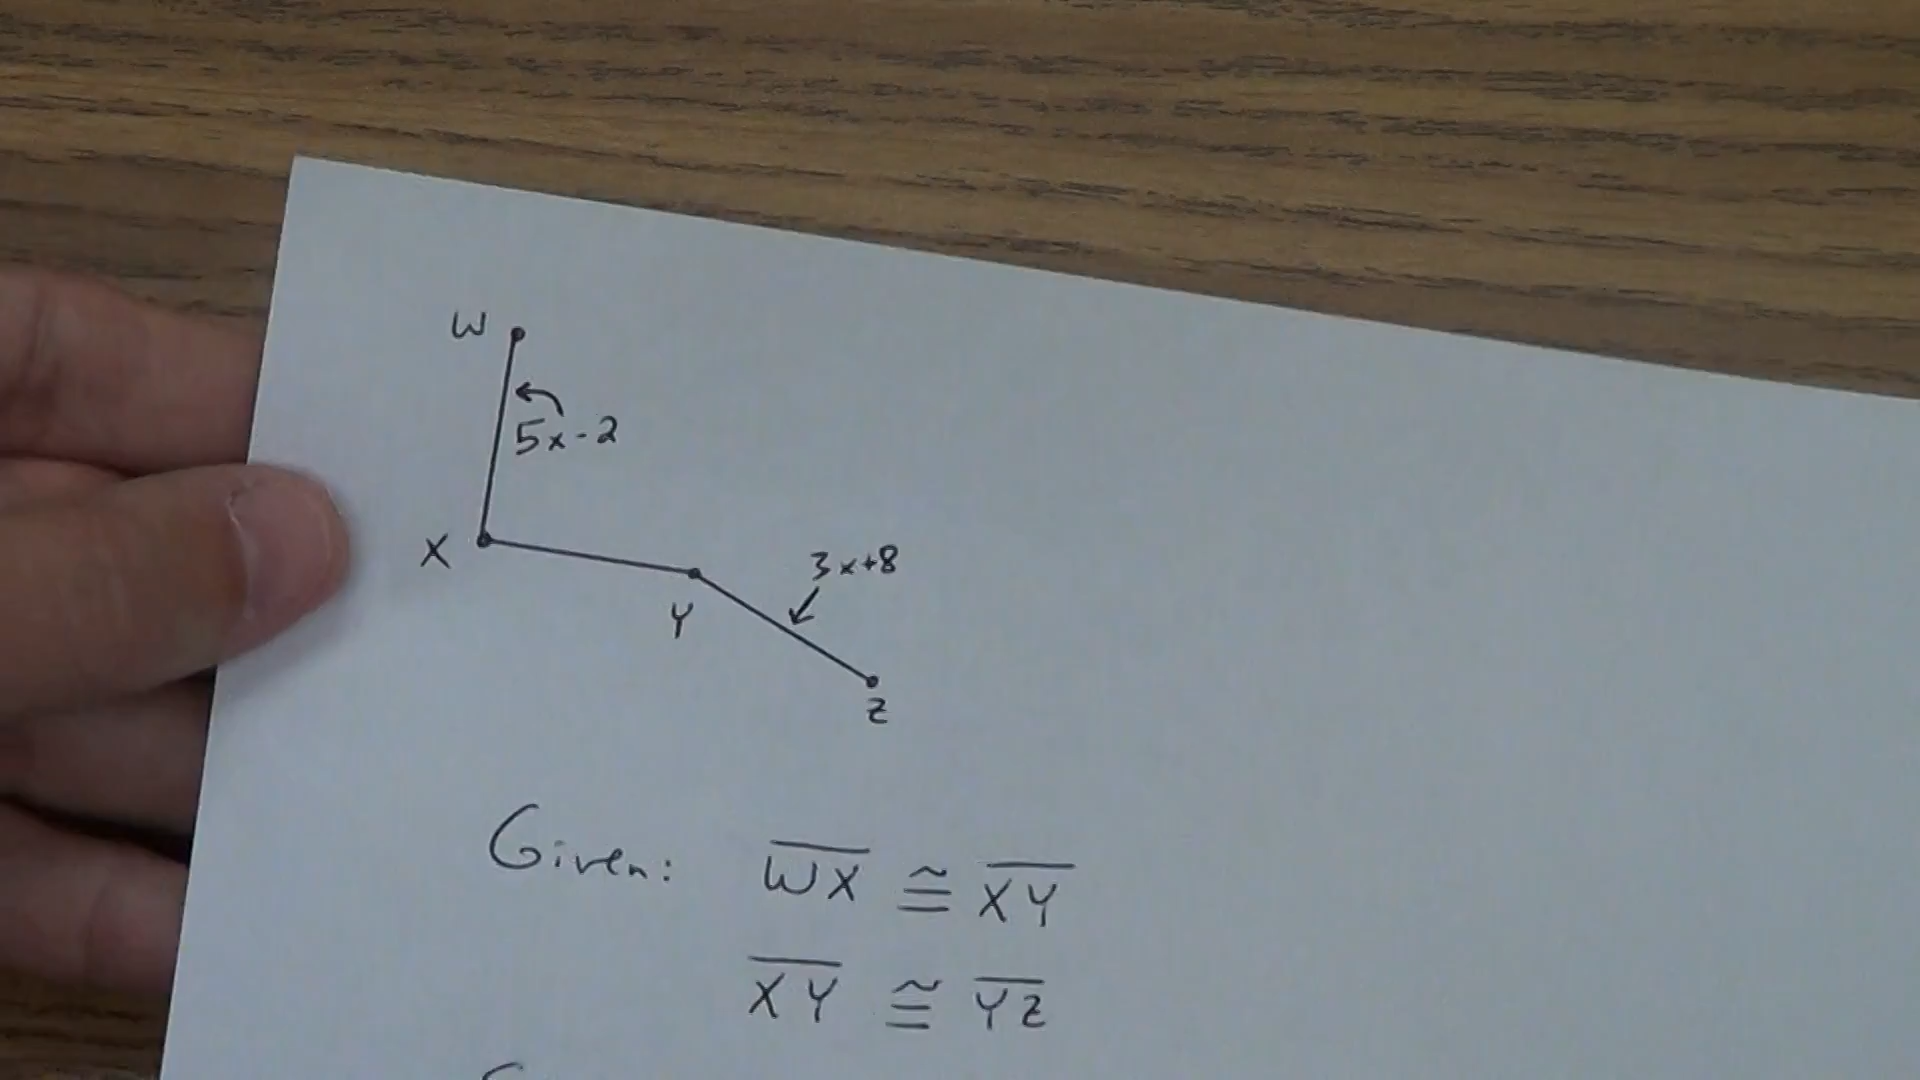 W
5x-2
X
3x+8
Y
Z
Given: WX ≅ XY
XY ≅ YZ